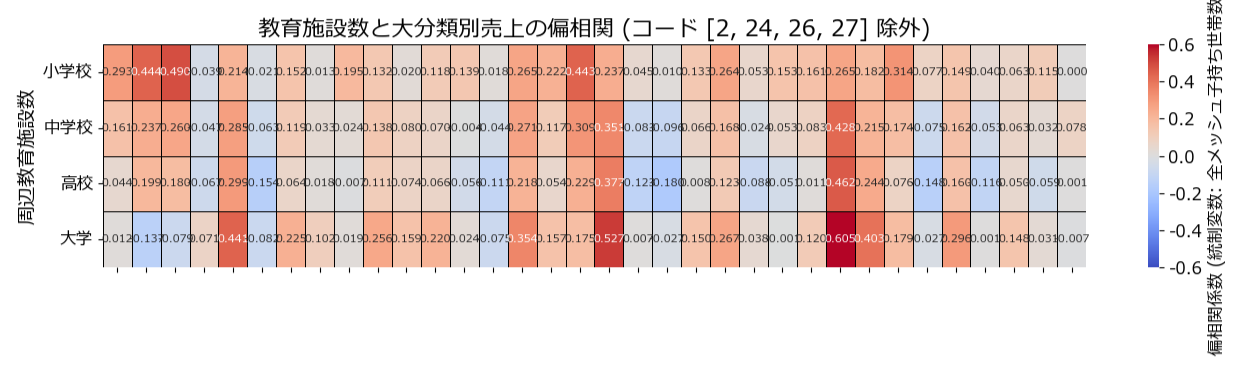 教育施設数と大分類別売上の偏相関 (コード [2, 24, 26, 27] 除外)
周辺教育施設数
小学校 0.293 0.444 0.490 0.039 0.214 0.021 0.152 0.013 0.195 0.132 0.020 0.118 0.139 0.018 0.265 0.222 0.443 0.237 0.045 0.010 0.133 0.264 0.053 0.153 0.161 0.265 0.182 0.314 0.077 0.149 0.040 0.063 0.115 0.000
中学校 0.161 0.237 0.260 0.047 0.285 0.063 0.119 0.033 0.024 0.138 0.080 0.070 0.004 0.044 0.271 0.117 0.309 0.351 0.083 0.096 0.066 0.168 0.024 0.053 0.083 0.428 0.215 0.174 0.075 0.162 0.053 0.063 0.032 0.078
高校 0.044 0.199 0.180 0.067 0.299 0.154 0.064 0.018 0.007 0.111 0.074 0.066 0.056 0.111 0.218 0.054 0.229 0.377 0.123 0.180 0.008 0.123 0.088 0.051 0.011 0.462 0.244 0.076 0.148 0.160 0.116 0.050 0.059 0.001
大学 0.012 0.137 0.079 0.071 0.441 0.082 0.225 0.102 0.019 0.256 0.159 0.220 0.024 0.075 0.354 0.157 0.175 0.527 0.007 0.027 0.150 0.267 0.038 0.001 0.120 0.605 0.403 0.179 0.027 0.296 0.001 0.148 0.031 0.007
0.6
0.4
0.2
0.0
-0.2
-0.4
-0.6
偏相関係数 (統制変数: 全メッシュ子持ち世帯数